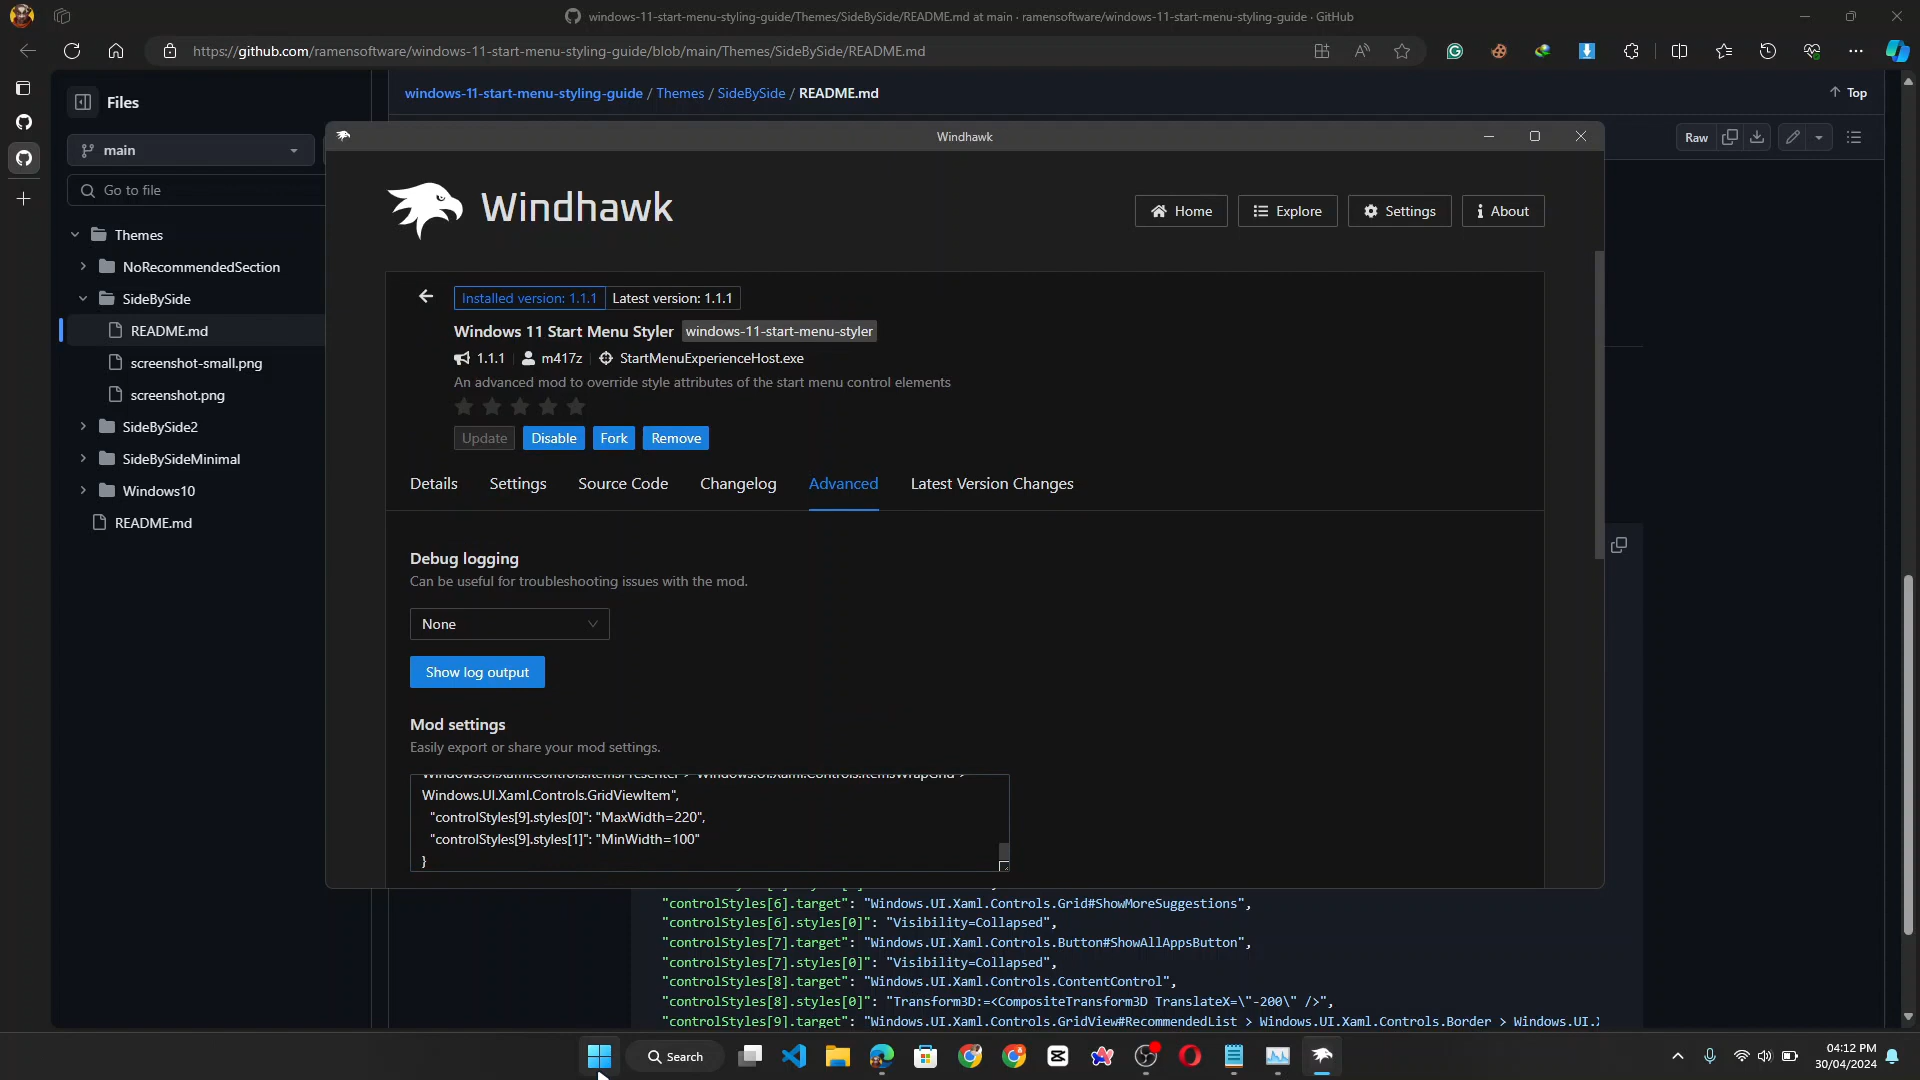 windows-11-start-menu-styling-guide/Themes/SideBySide/README.md at main · ramensoftware/windows-11-start-menu-styling-guide · GitHub
https://github.com/ramensoftware/windows-11-start-menu-styling-guide/blob/main/Themes/SideBySide/README.md
Files
windows-11-start-menu-styling-guide / Themes / SideBySide / README.md
Top
main
Raw
Go to file
Themes
NoRecommendedSection
SideBySide
README.md
screenshot-small.png
screenshot.png
SideBySide2
SideBySideMinimal
Windows10
README.md
Windhawk
Windhawk
Home
Explore
Settings
About
Installed version: 1.1.1
Latest version: 1.1.1
Windows 11 Start Menu Styler windows-11-start-menu-styler
1.1.1 m417z StartMenuExperienceHost.exe
An advanced mod to override style attributes of the start menu control elements
Update Disable Fork Remove
Details Settings Source Code Changelog Advanced Latest Version Changes
Debug logging
Can be useful for troubleshooting issues with the mod.
None
Show log output
Mod settings
Easily export or share your mod settings.
Windows.UI.Xaml.Controls.GridViewItem",
"controlStyles[9].styles[0]": "MaxWidth=220",
"controlStyles[9].styles[1]": "MinWidth=100"
}
"controlStyles[6].target": "Windows.UI.Xaml.Controls.Grid#ShowMoreSuggestions",
"controlStyles[6].styles[0]": "Visibility=Collapsed",
"controlStyles[7].target": "Windows.UI.Xaml.Controls.Button#ShowAllAppsButton",
"controlStyles[7].styles[0]": "Visibility=Collapsed",
"controlStyles[8].target": "Windows.UI.Xaml.Controls.ContentControl",
"controlStyles[8].styles[0]": "Transform3D:=<CompositeTransform3D TranslateX=\"-200\" />",
"controlStyles[9].target": "Windows.UI.Xaml.Controls.GridView#RecommendedList > Windows.UI.Xaml.Controls.Border > Windows.UI.
Search
04:12 PM
30/04/2024